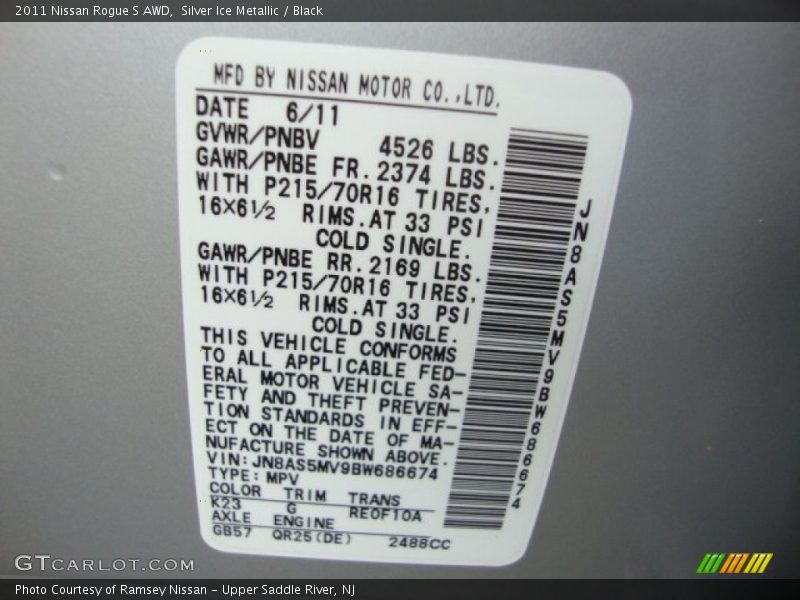 2011 Nissan Rogue S AWD, Silver Ice Metallic / Black
MFD BY NISSAN MOTOR CO.,LTD.
DATE 6/11
GVWR/PNBV 4526 LBS.
GAWR/PNBE FR. 2374 LBS.
WITH P215/70R16 TIRES,
16×6½ RIMS.AT 33 PSI
COLD SINGLE.
GAWR/PNBE RR. 2169 LBS.
WITH P215/70R16 TIRES,
16×6½ RIMS.AT 33 PSI
COLD SINGLE.
THIS VEHICLE CONFORMS
TO ALL APPLICABLE FED-
ERAL MOTOR VEHICLE SA-
FETY AND THEFT PREVEN-
TION STANDARDS IN EFF-
ECT ON THE DATE OF MA-
NUFACTURE SHOWN ABOVE.
VIN:JN8AS5MV9BW686674
TYPE:MPV
COLOR TRIM TRANS
K23 G RE0F10A
AXLE ENGINE
GB57 QR25(DE) 2488CC
JN8AS5MV9BW686674
GTCARLOT.COM
Photo Courtesy of Ramsey Nissan - Upper Saddle River, NJ